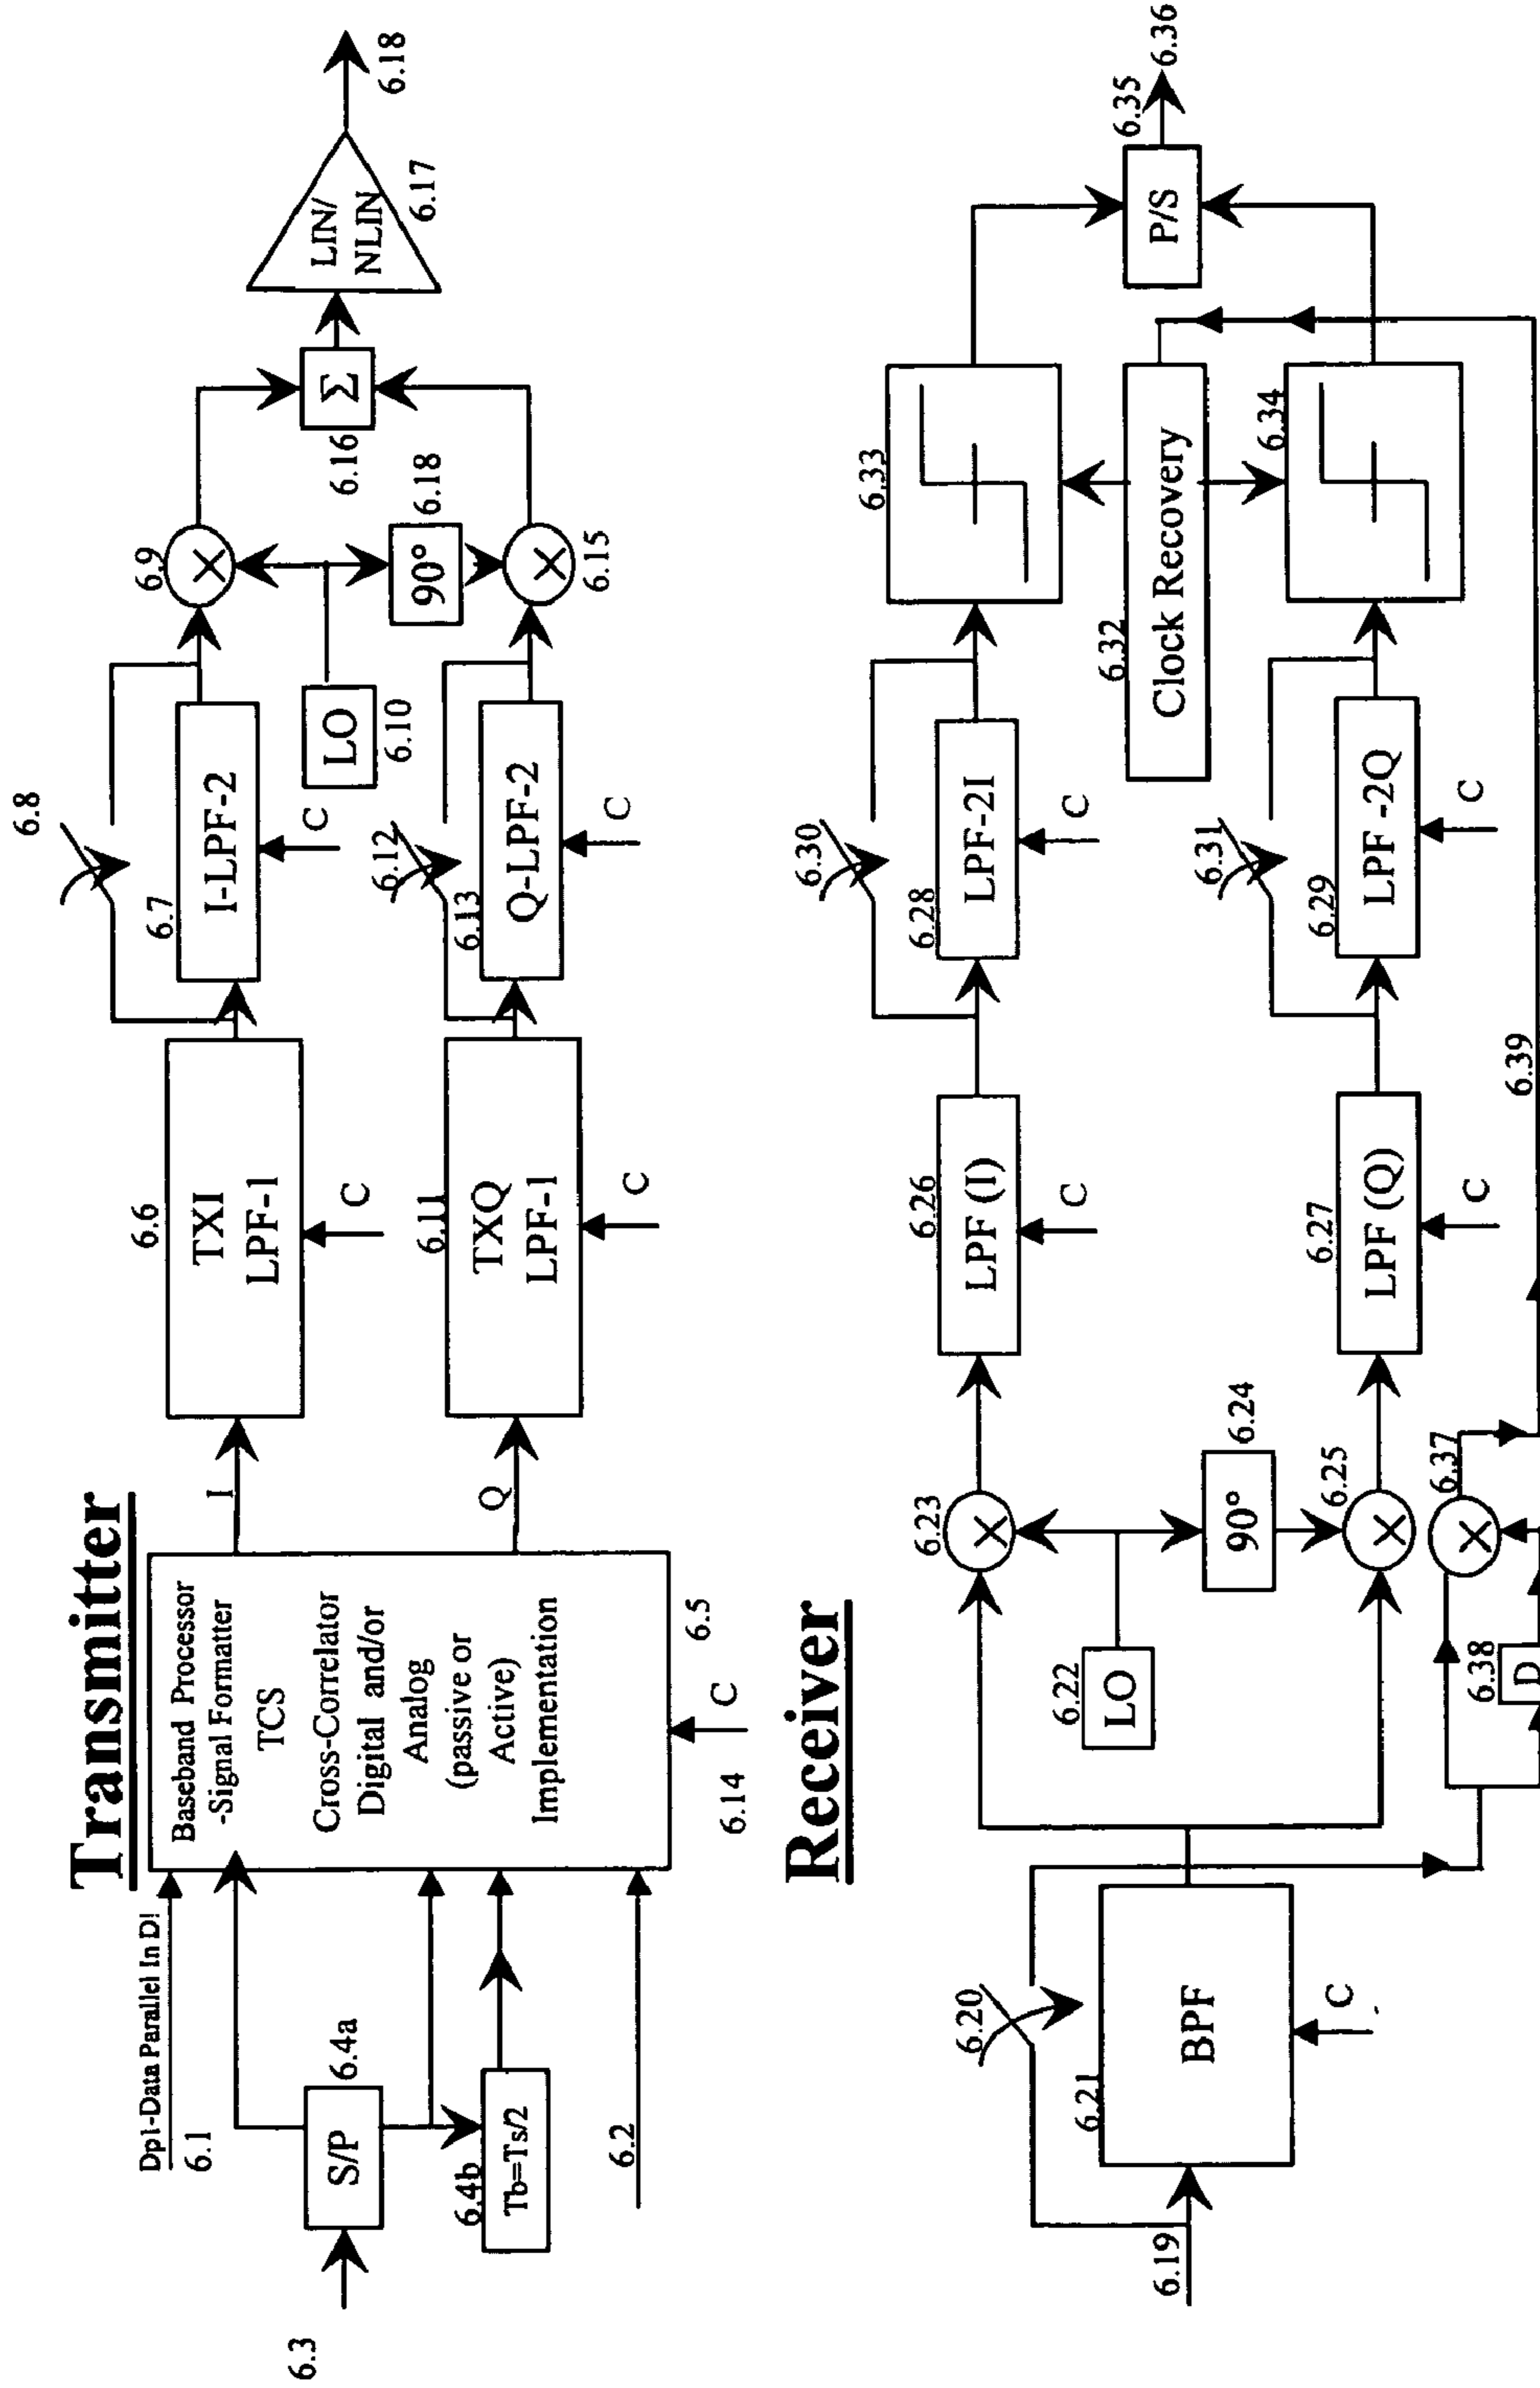 Transmitter
Dp1-Data Parallel In D!
6.1
6.3
S/P
6.4a
6.4b
Tb=Ts/2
6.2
Baseband Processor
-Signal Formatter
TCS
Cross-Correlator
Digital and/or
Analog
(passive or
Active)
Implementation
6.5
C
6.14
I
Q
6.6
TXI
LPF-1
C
6.11
TXQ
LPF-1
C
6.8
6.7
I-LPF-2
C
6.12
6.13
Q-LPF-2
C
LO
6.10
6.9
90°
6.18
6.15
Σ
6.16
LIN/
NLIN
6.17
6.18
Receiver
6.19
6.20
6.21
BPF
C
6.22
LO
6.23
90°
6.24
6.25
6.37
6.38
D
6.26
LPF (I)
C
6.27
LPF (Q)
C
6.39
6.30
6.28
LPF-2I
C
6.31
6.29
LPF -2Q
C
6.32
Clock Recovery
6.33
6.34
P/S
6.35
6.36